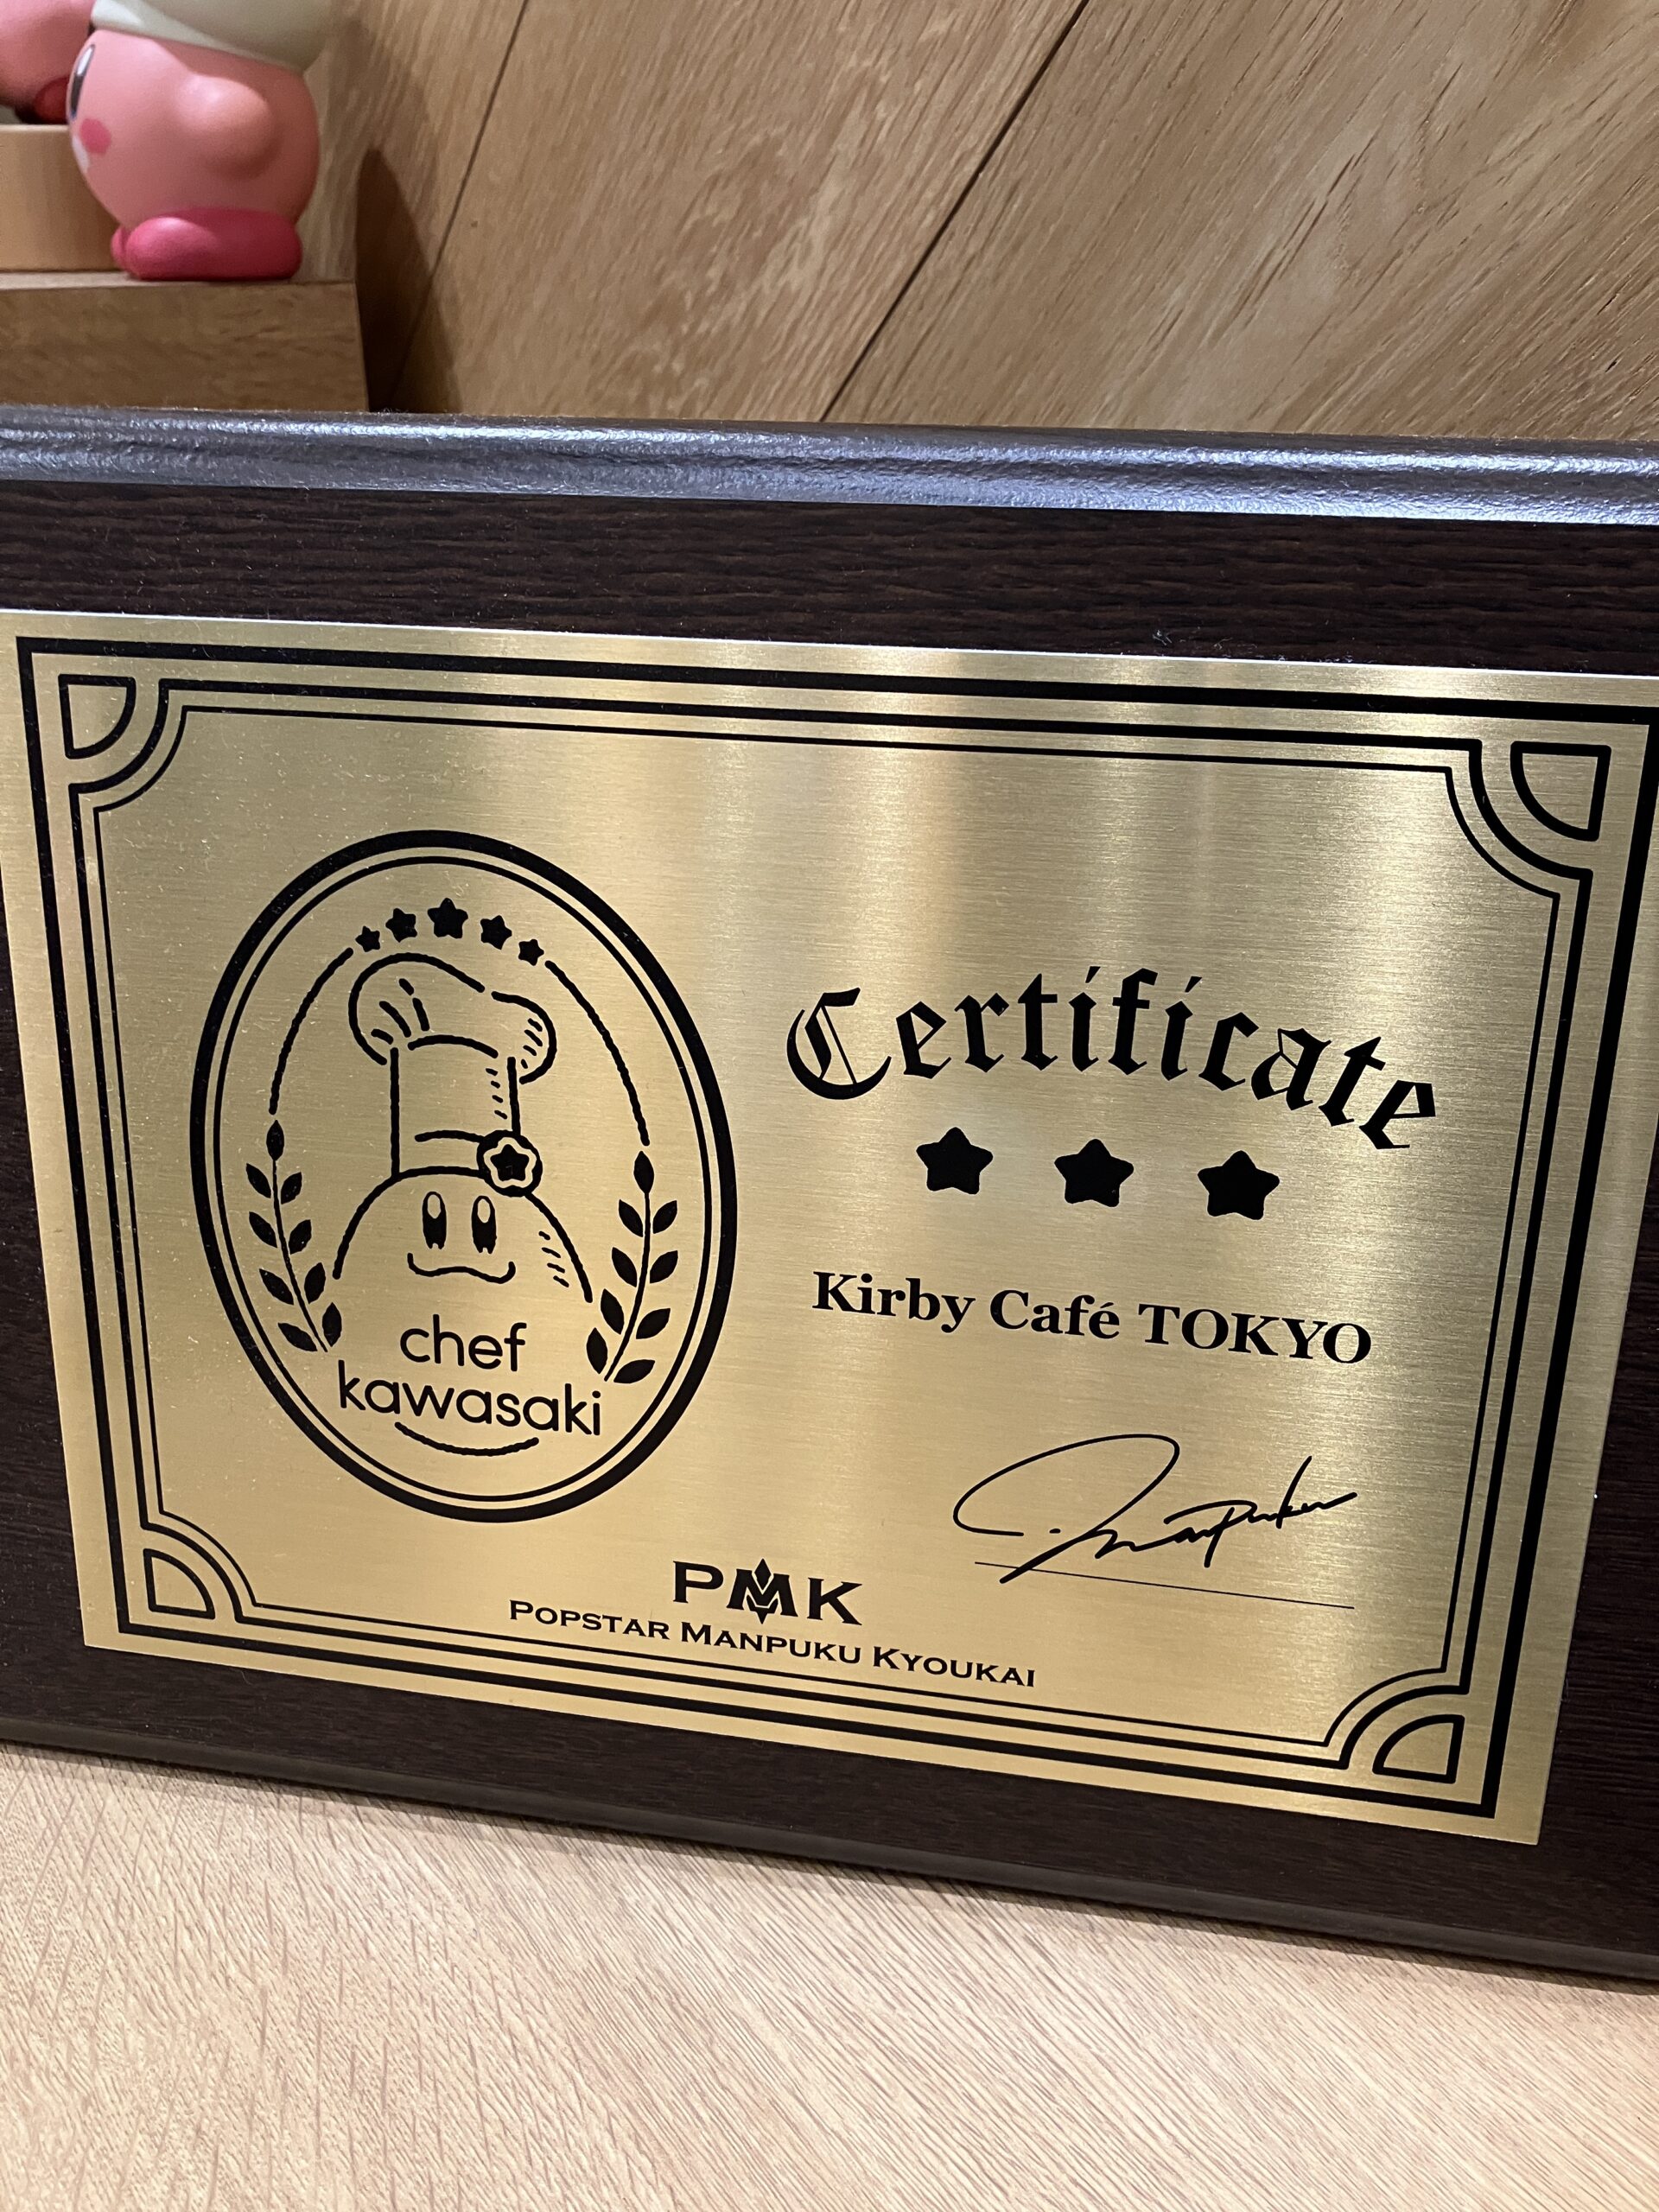 chef
kawasaki
Certificate
Kirby Café TOKYO
PMK
POPSTAR MANPUKU KYOUKAI